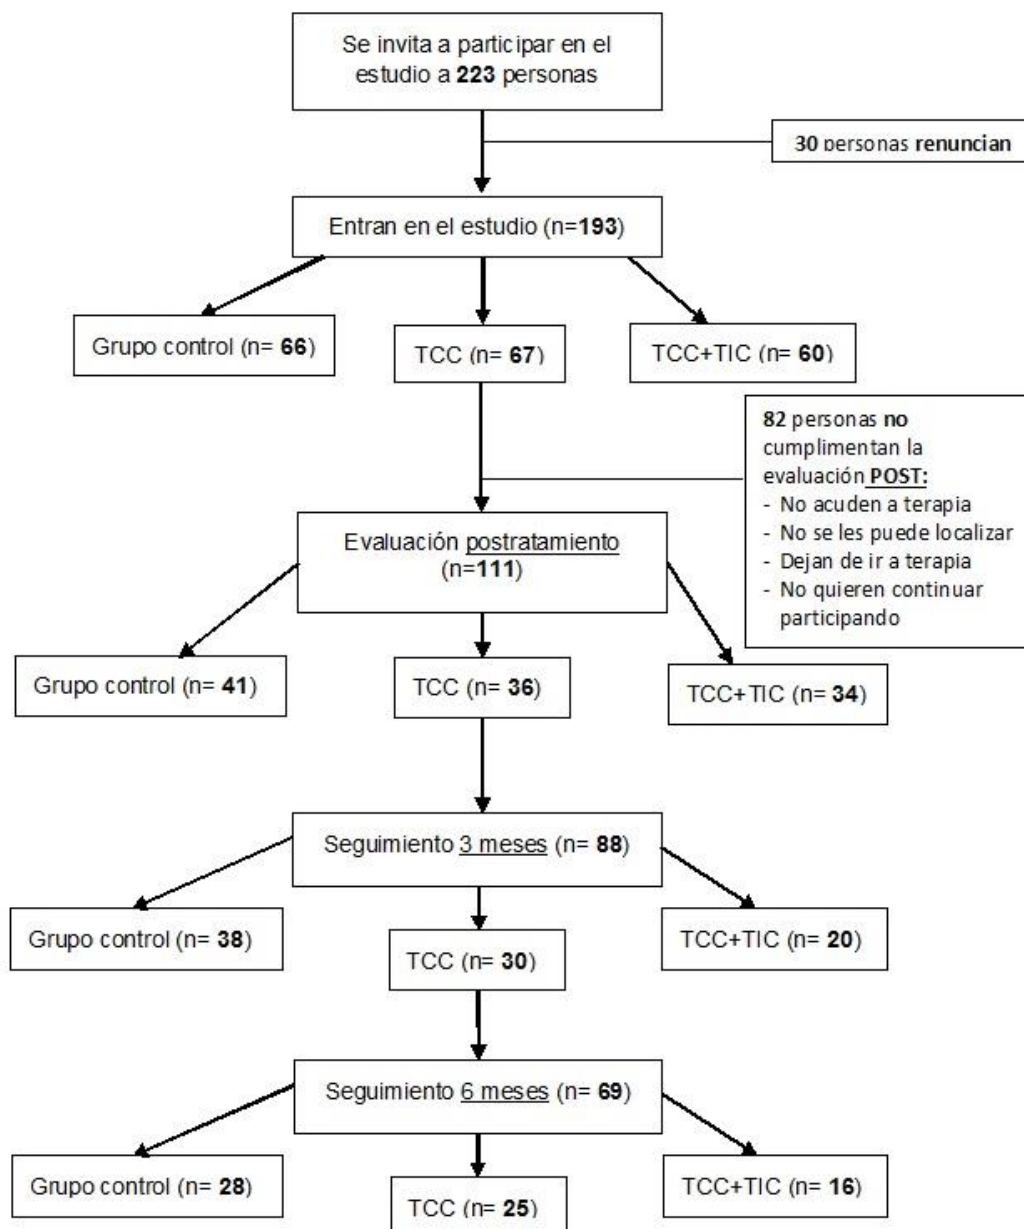 Se invita a participar en el
estudio a 223 personas
30 personas renuncian
Entran en el estudio (n=193)
Grupo control (n= 66)
TCC (n= 67)
TCC+TIC (n= 60)
82 personas no
cumplimentan la
evaluación POST:
- No acuden a terapia
- No se les puede localizar
- Dejan de ir a terapia
- No quieren continuar
participando
Evaluación postratamiento
(n=111)
Grupo control (n= 41)
TCC (n= 36)
TCC+TIC (n= 34)
Seguimiento 3 meses (n= 88)
Grupo control (n= 38)
TCC (n= 30)
TCC+TIC (n= 20)
Seguimiento 6 meses (n= 69)
Grupo control (n= 28)
TCC (n= 25)
TCC+TIC (n= 16)